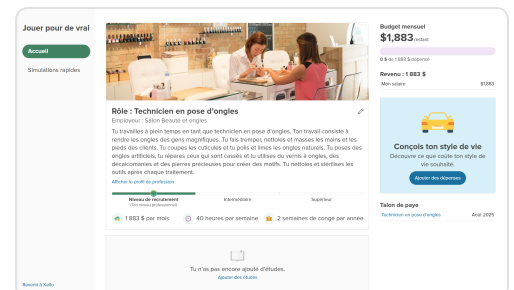 Jouer pour de vrai
Accueil
Simulations rapides
Revenir à Xello
Rôle : Technicien en pose d'ongles
Employeur : Salon Beauté et ongles
Tu travailles à plein temps en tant que technicien en pose d'ongles. Ton travail consiste à
rendre les ongles des gens magnifiques. Tu fais tremper, nettoies et masses les mains et les
pieds des clients. Tu coupes les cuticules et tu polis et limes les ongles naturels. Tu poses des
ongles artificiels, tu répares ceux qui sont cassés et tu utilises du vernis à ongles, des
décalcomanies et des pierres précieuses pour créer des motifs. Tu nettoies et stérilises les
outils après chaque traitement.
Afficher le profil de profession
Niveau de recrutement
(Ton niveau professionnel)
Intermédiaire
Supérieur
1 883 $ par mois
40 heures par semaine
2 semaines de congé par année
Tu n'as pas encore ajouté d'études.
Ajouter des études
Budget mensuel
$1,883 restant
0 $ de 1 883 $ dépensé
Revenu : 1 883 $
Mon salaire $1,883
Conçois ton style de vie
Découvre ce que coûte ton style de
vie souhaité.
Ajouter des dépenses
Talon de paye
Technicien en pose d'ongles Août 2025